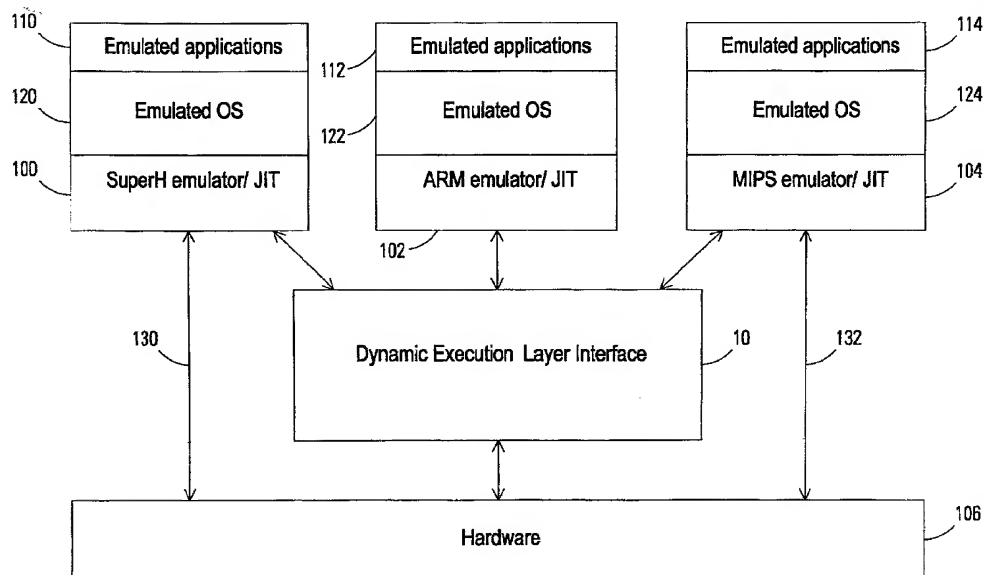 110
Emulated applications
112
Emulated applications
Emulated applications
114
120
Emulated OS
122
Emulated OS
Emulated OS
124
100
SuperH emulator/ JIT
ARM emulator/ JIT
102
MIPS emulator/ JIT
104
130
Dynamic Execution Layer Interface
10
132
Hardware
106